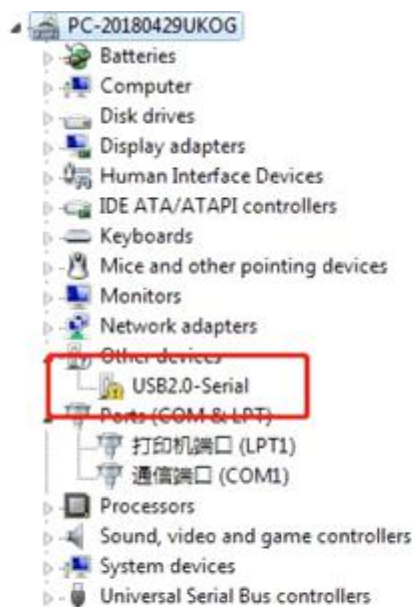 PC-20180429UKOG
Batteries
Computer
Disk drives
Display adapters
Human Interface Devices
IDE ATA/ATAPI controllers
Keyboards
Mice and other pointing devices
Monitors
Network adapters
Other devices
USB2.0-Serial
Ports (COM & LPT)
打印机端口 (LPT1)
通信端口 (COM1)
Processors
Sound, video and game controllers
System devices
Universal Serial Bus controllers